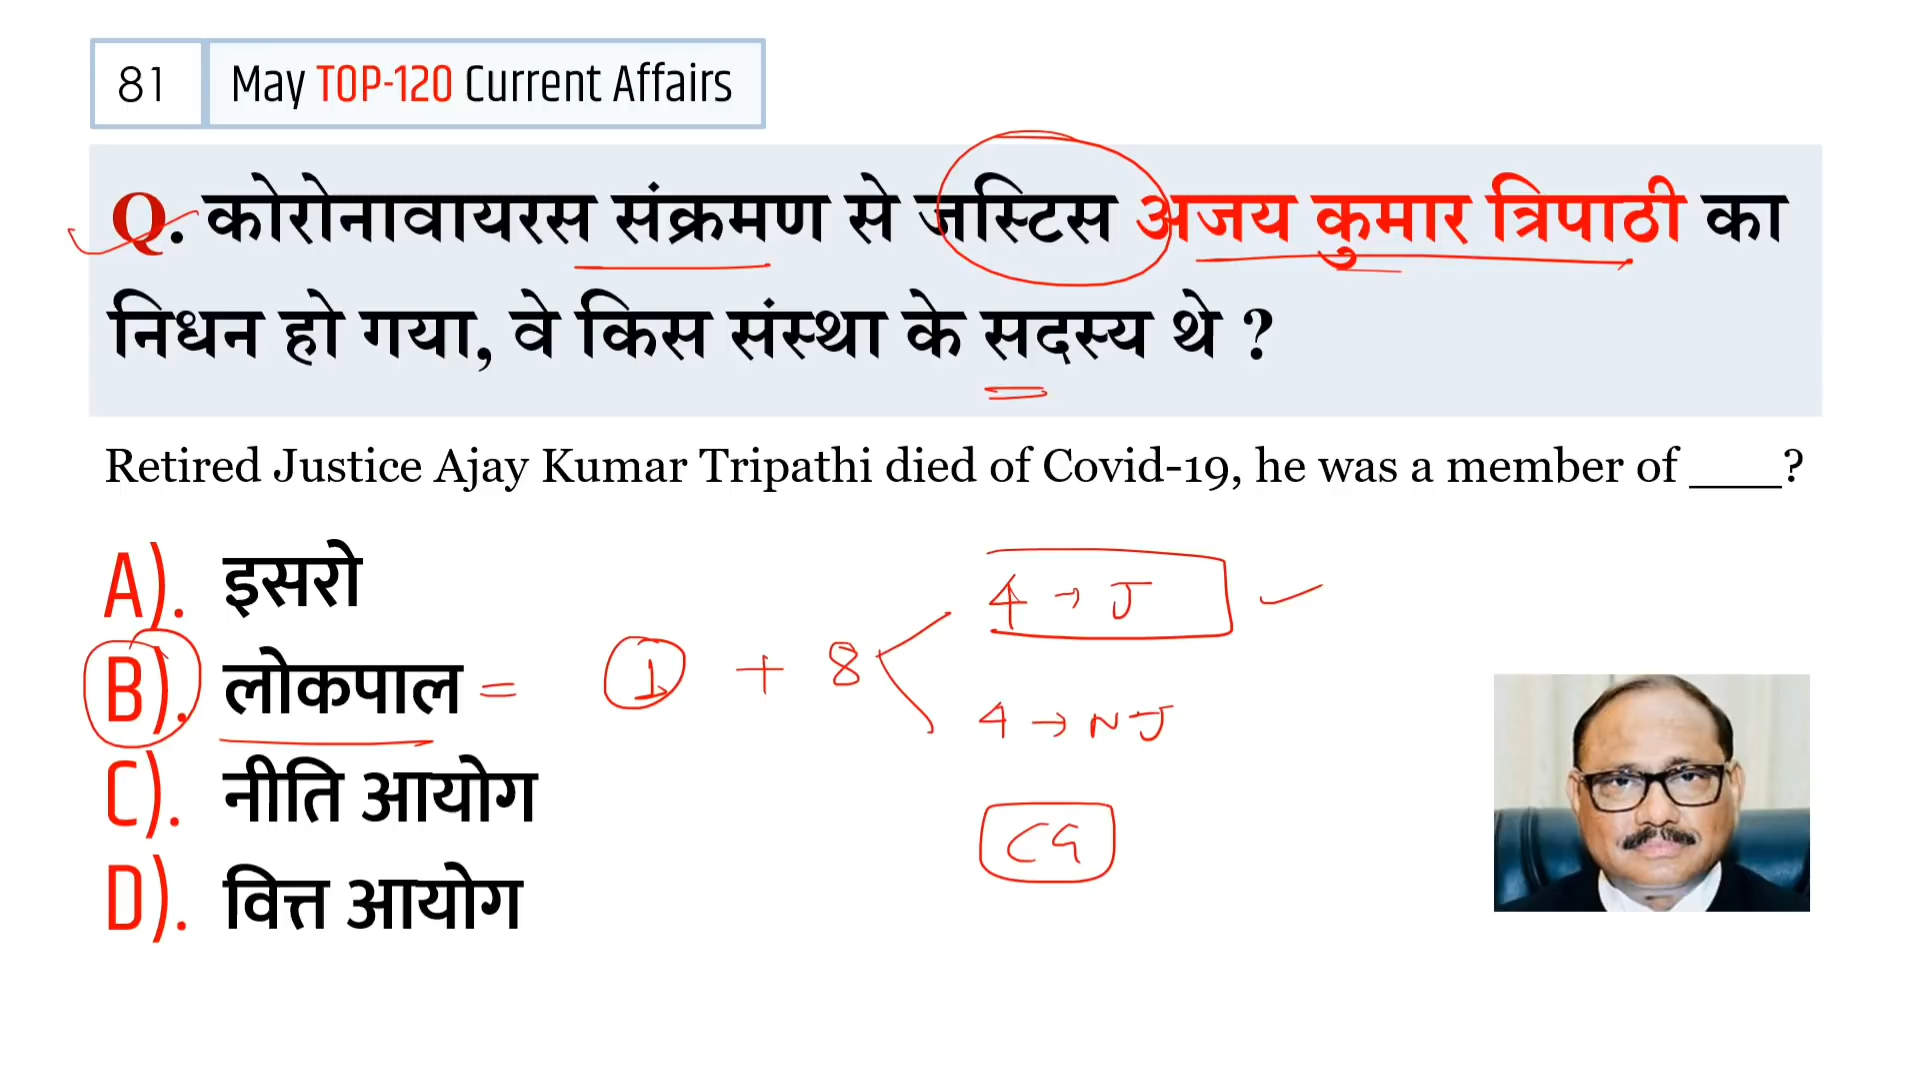 81 May TOP-120 Current Affairs
Q. कोरोनावायरस संक्रमण से जस्टिस अजय कुमार त्रिपाठी का
निधन हो गया, वे किस संस्था के सदस्य थे ?
Retired Justice Ajay Kumar Tripathi died of Covid-19, he was a member of ____?
A). इसरो
B). लोकपाल = 1 + 8
4 → J
4 → NJ
C). नीति आयोग
CG
D). वित्त आयोग